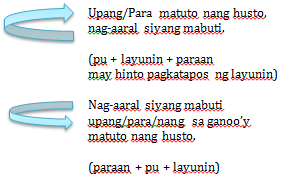 Upang/Para matuto nang husto,
nag-aaral siyang mabuti.
(pu + layunin + paraan
may hinto pagkatapos ng layunin)
Nag-aaral siyang mabuti
upang/para/nang sa ganoo'y
matuto nang husto.
(paraan + pu + layunin)